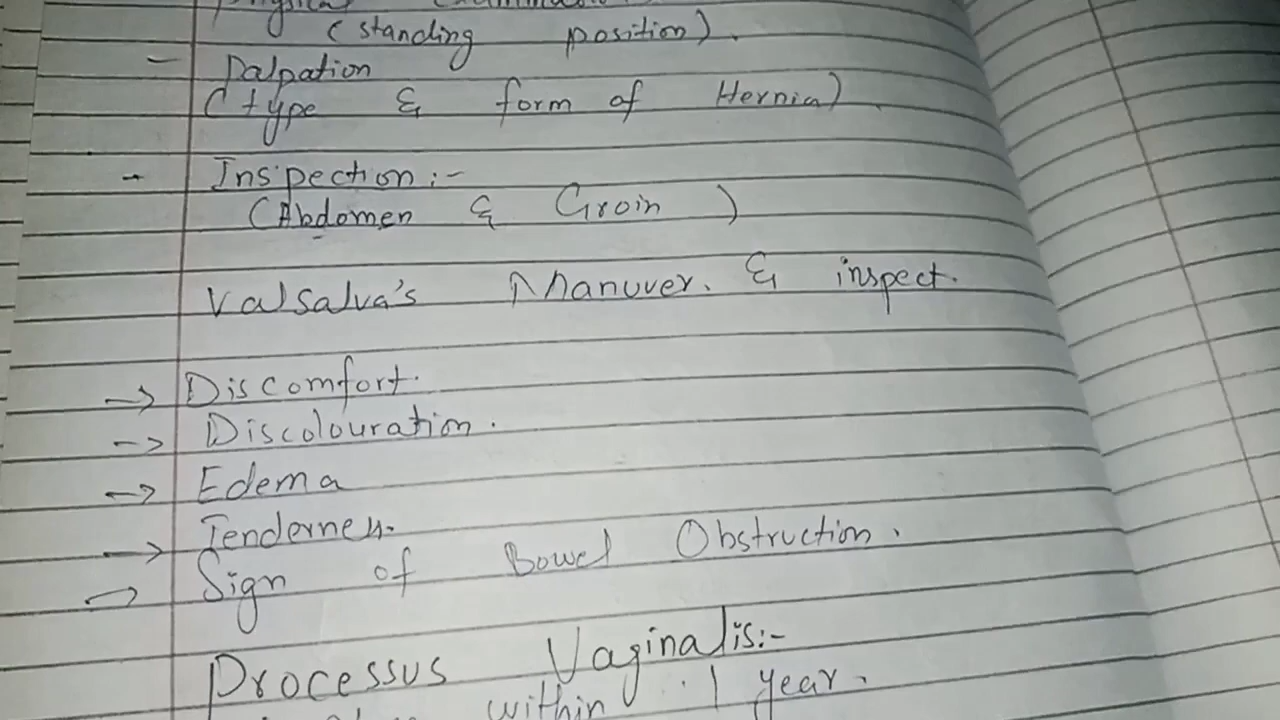 Physical
(standing position).
- Palpation
(type & form of Hernia)
- Inspection :-
(Abdomen & Groin )
Valsalva's Manuver. & inspect.
→ Discomfort.
→ Discolouration.
→ Edema
→ Tenderness.
→ Sign of Bowel Obstruction.
Processus Vaginalis:-
within 1 year.